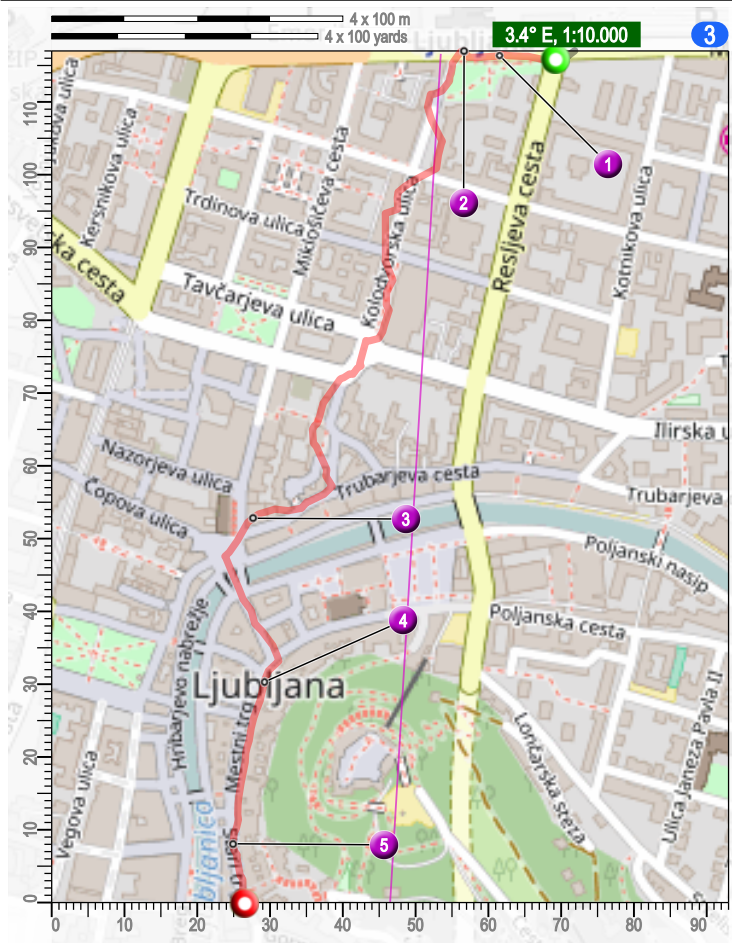 4 x 100 m
4 x 100 yards
3.4° E, 1:10.000
3
1
2
Kersnikova ulica
Trdinova ulica
Miklošičeva cesta
Kolodvorska ulica
Resljeva cesta
Kotnikova ulica
ka cesta
Tavčarjeva ulica
Ilirska u
Nazorjeva ulica
Čopova ulica
Trubarjeva cesta
Trubarjeva
3
Poljanski nasip
Hribarjevo nabrežje
4
Poljanska cesta
Ljubljana
Mestni trg
Lončarska steza
Ulica Janeza Pavla II
Vegova ulica
bljanico
5
110
100
90
80
70
60
50
40
30
20
10
0
0 10 20 30 40 50 60 70 80 90